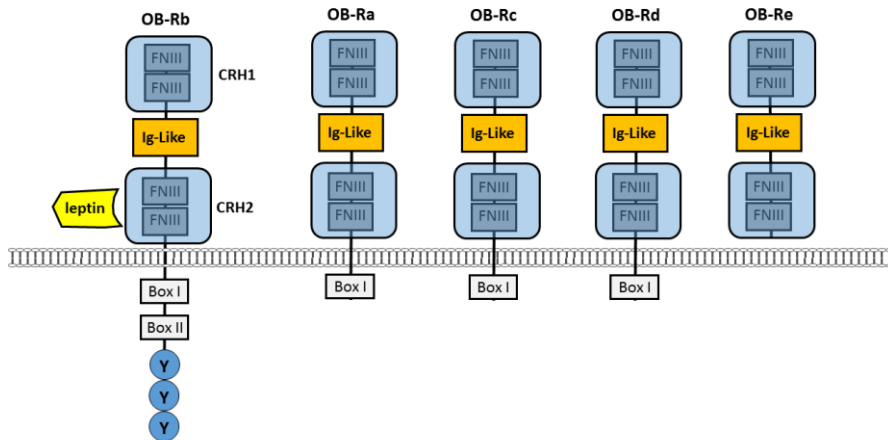 OB-Rb
OB-Ra
OB-Rc
OB-Rd
OB-Re
FNIII
FNIII
CRH1
FNIII
FNIII
FNIII
FNIII
FNIII
FNIII
FNIII
FNIII
Ig-Like
Ig-Like
Ig-Like
Ig-Like
Ig-Like
leptin
FNIII
FNIII
CRH2
FNIII
FNIII
FNIII
FNIII
FNIII
FNIII
FNIII
FNIII
Box I
Box I
Box I
Box I
Box II
Y
Y
Y